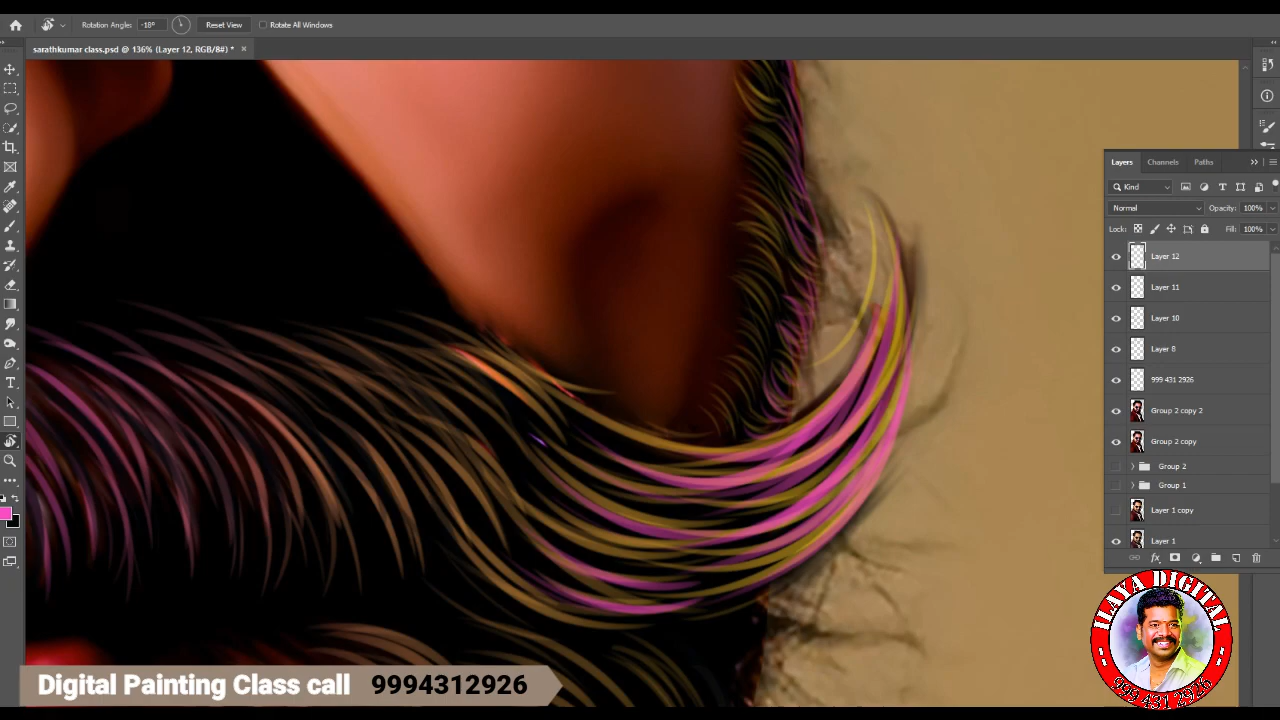 Rotation Angle: -18° Reset View Rotate All Windows
sarathkumar class.psd @ 136% (Layer 12, RGB/8#) * ×
Layers Channels Paths
Kind
Normal Opacity: 100%
Lock: Fill: 100%
Layer 12
Layer 11
Layer 10
Layer 8
999 431 2926
Group 2 copy 2
Group 2 copy
Group 2
Group 1
Layer 1 copy
Layer 1
ILAYA DIGITAL
999 431 2926
Digital Painting Class call 9994312926